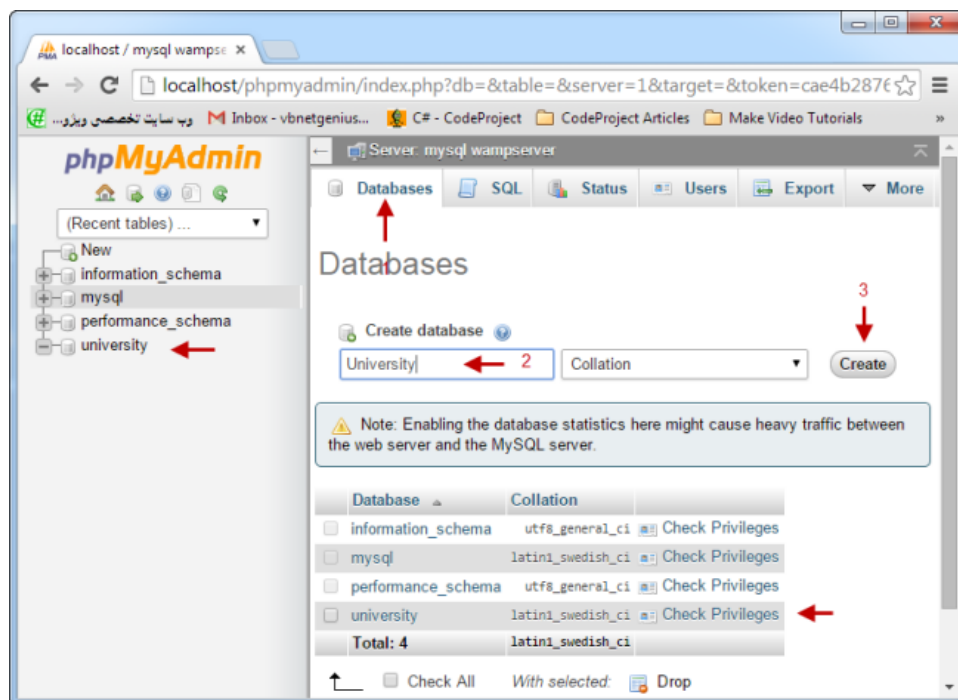 localhost / mysql wampse
localhost/phpmyadmin/index.php?db=&table=&server=1&target=&token=cae4b2876
وب سایت تخصصی ویژو...
Inbox - vbnetgenius...
C# - CodeProject
CodeProject Articles
Make Video Tutorials
»
phpMyAdmin
(Recent tables) ...
New
information_schema
mysql
performance_schema
university
Server: mysql wampserver
Databases
SQL
Status
Users
Export
More
1
Databases
3
Create database
University
2
Collation
Create
Note: Enabling the database statistics here might cause heavy traffic between
the web server and the MySQL server.
Database Collation
information_schema utf8_general_ci Check Privileges
mysql latin1_swedish_ci Check Privileges
performance_schema utf8_general_ci Check Privileges
university latin1_swedish_ci Check Privileges
Total: 4 latin1_swedish_ci
Check All With selected: Drop